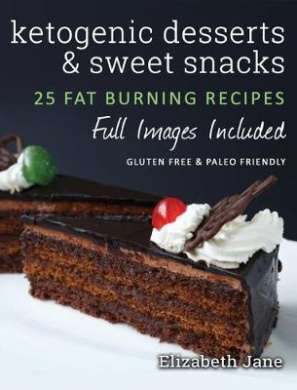 ketogenic desserts
& sweet snacks
25 FAT BURNING RECIPES
Full Images Included
GLUTEN FREE & PALEO FRIENDLY
Elizabeth Jane